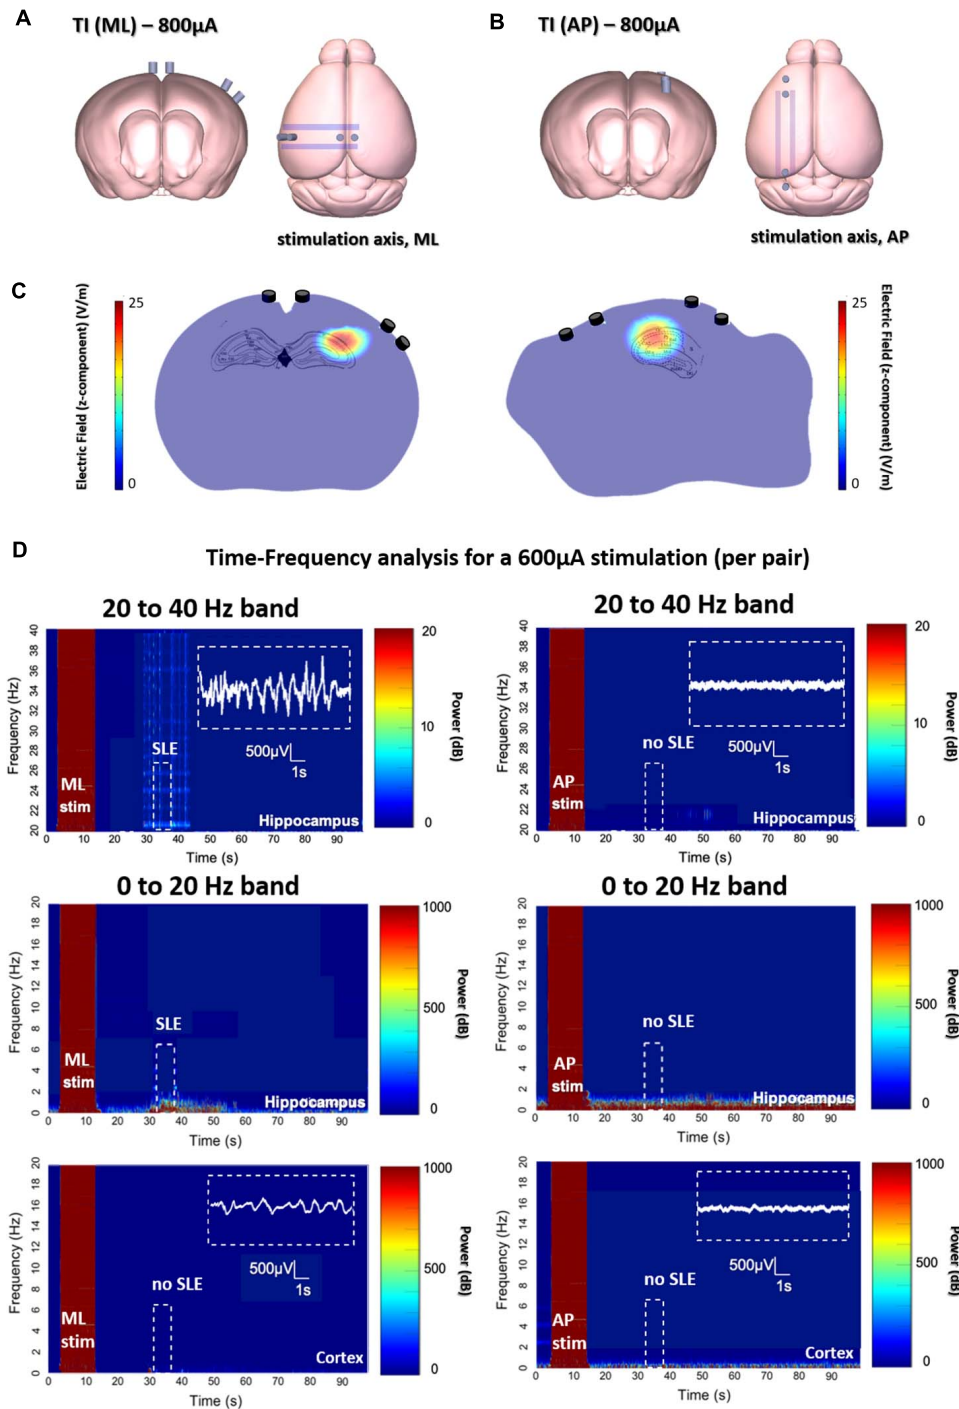 A
TI (ML) – 800µA
stimulation axis, ML
B
TI (AP) – 800µA
stimulation axis, AP
C
Electric Field (z-component) (V/m)
25
0
Electric Field (z-component) (V/m)
25
0
D
Time-Frequency analysis for a 600µA stimulation (per pair)
20 to 40 Hz band
Frequency (Hz)
40
38
36
34
32
30
28
26
24
22
20
ML
stim
SLE
500µV
1s
Hippocampus
0 10 20 30 40 50 60 70 80 90
Time (s)
20
10
0
Power (dB)
20 to 40 Hz band
Frequency (Hz)
40
38
36
34
32
30
28
26
24
22
20
AP
stim
no SLE
500µV
1s
Hippocampus
0 10 20 30 40 50 60 70 80 90
Time (s)
20
10
0
Power (dB)
0 to 20 Hz band
Frequency (Hz)
20
18
16
14
12
10
8
6
4
2
0
ML
stim
SLE
Hippocampus
0 10 20 30 40 50 60 70 80 90
Time (s)
1000
500
0
Power (dB)
0 to 20 Hz band
Frequency (Hz)
20
18
16
14
12
10
8
6
4
2
0
AP
stim
no SLE
Hippocampus
0 10 20 30 40 50 60 70 80 90
Time (s)
1000
500
0
Power (dB)
Frequency (Hz)
20
18
16
14
12
10
8
6
4
2
0
ML
stim
no SLE
500µV
1s
Cortex
0 10 20 30 40 50 60 70 80 90
Time (s)
1000
500
0
Power (dB)
Frequency (Hz)
20
18
16
14
12
10
8
6
4
2
0
AP
stim
no SLE
500µV
1s
Cortex
0 10 20 30 40 50 60 70 80 90
Time (s)
1000
500
0
Power (dB)